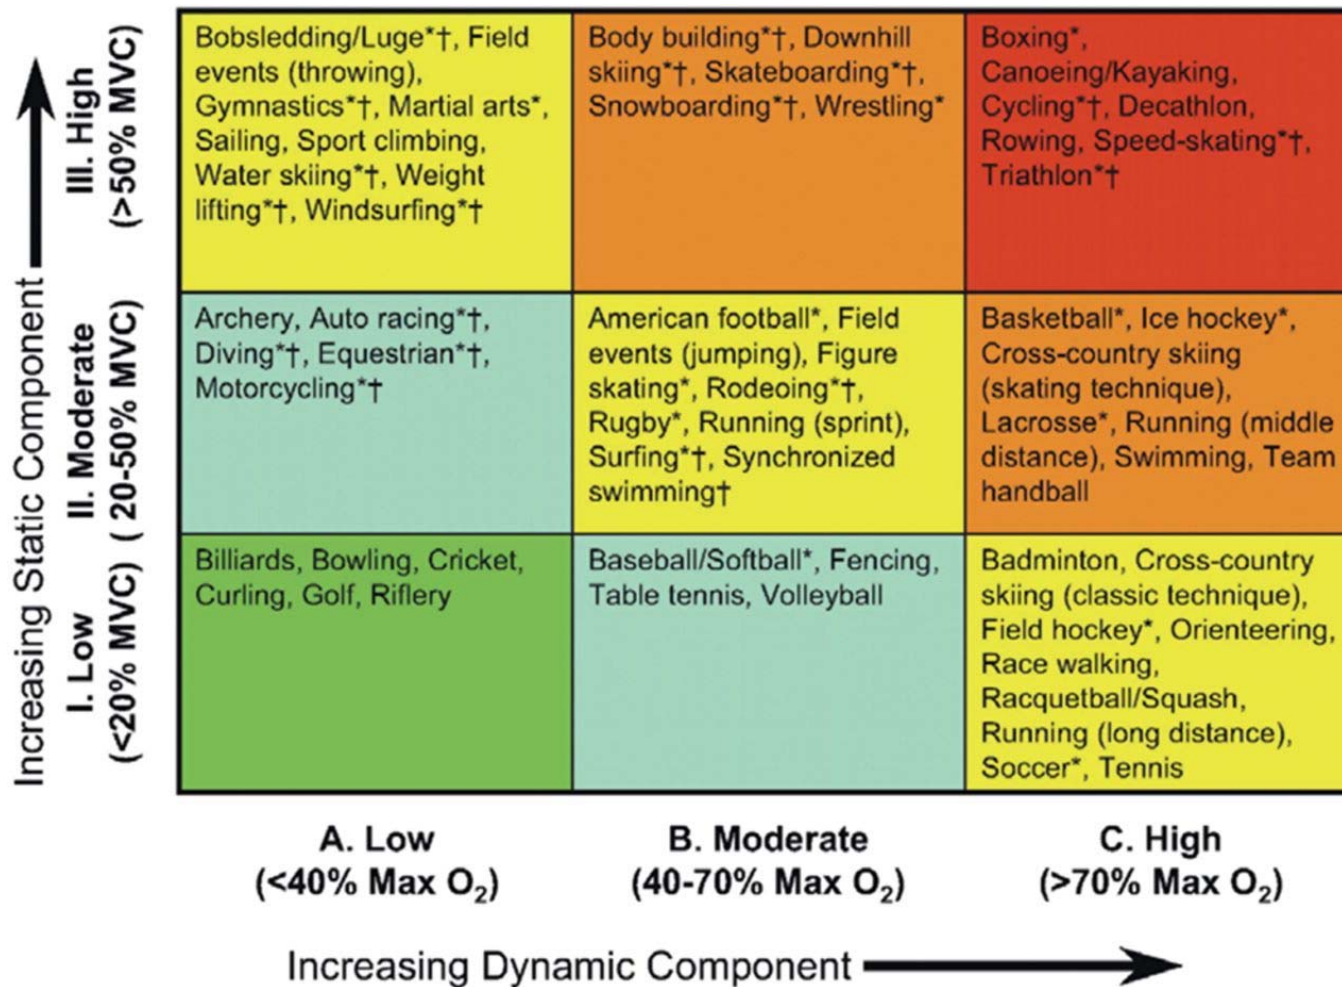 Increasing Static Component
III. High
(>50% MVC)
Bobsledding/Luge*†, Field
events (throwing),
Gymnastics*†, Martial arts*,
Sailing, Sport climbing,
Water skiing*†, Weight
lifting*†, Windsurfing*†
Body building*†, Downhill
skiing*†, Skateboarding*†,
Snowboarding*†, Wrestling*
Boxing*,
Canoeing/Kayaking,
Cycling*†, Decathlon,
Rowing, Speed-skating*†,
Triathlon*†
II. Moderate
( 20-50% MVC)
Archery, Auto racing*†,
Diving*†, Equestrian*†,
Motorcycling*†
American football*, Field
events (jumping), Figure
skating*, Rodeoing*†,
Rugby*, Running (sprint),
Surfing*†, Synchronized
swimming†
Basketball*, Ice hockey*,
Cross-country skiing
(skating technique),
Lacrosse*, Running (middle
distance), Swimming, Team
handball
I. Low
(<20% MVC)
Billiards, Bowling, Cricket,
Curling, Golf, Riflery
Baseball/Softball*, Fencing,
Table tennis, Volleyball
Badminton, Cross-country
skiing (classic technique),
Field hockey*, Orienteering,
Race walking,
Racquetball/Squash,
Running (long distance),
Soccer*, Tennis
A. Low
(<40% Max O₂)
B. Moderate
(40-70% Max O₂)
C. High
(>70% Max O₂)
Increasing Dynamic Component